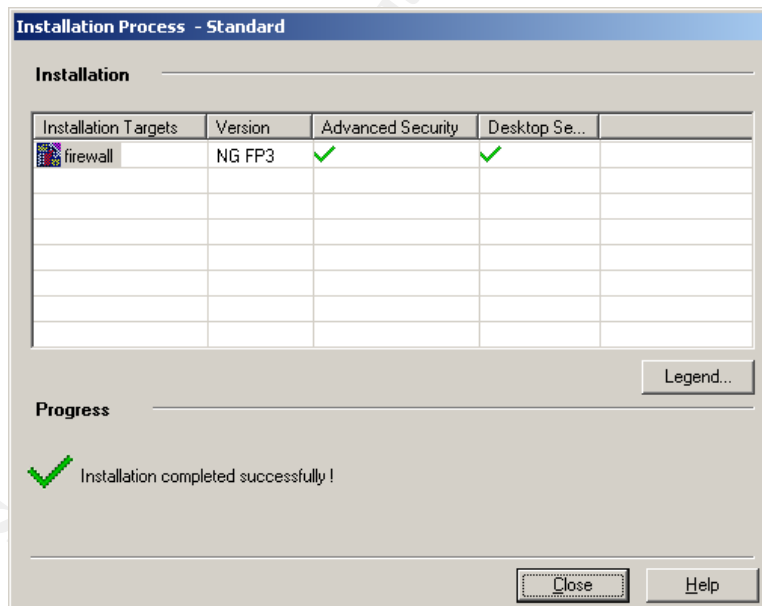 Installation Process - Standard
Installation
Installation Targets Version Advanced Security Desktop Se...
firewall NG FP3
Legend...
Progress
Installation completed successfully !
Close Help